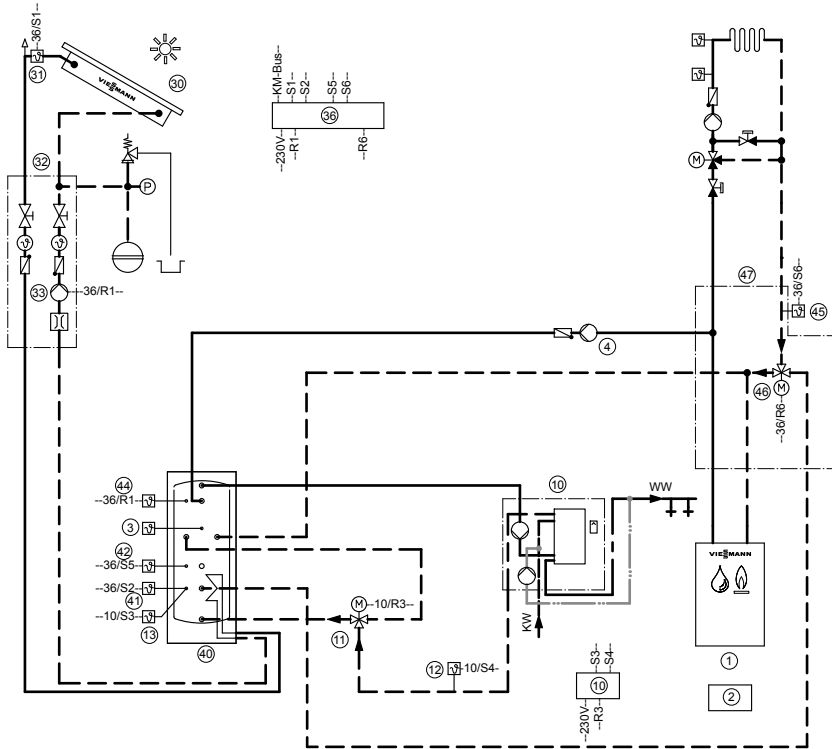 --36/S1--
31
VIESMANN
30
--KM-Bus--
--S1--
--S2--
--S5--
--S6--
36
--230V--
--R1--
--R6--
32
P
33
--36/R1--
M
47
--36/S6--
45
4
46
M
--36/R6--
44
--36/R1--
3
42
--36/S5--
--36/S2--
41
--10/S3--
13
40
M
--10/R3--
11
12
--10/S4-
10
WW
KW
--S3--
--S4--
10
--230V--
--R3--
VIESMANN
1
2